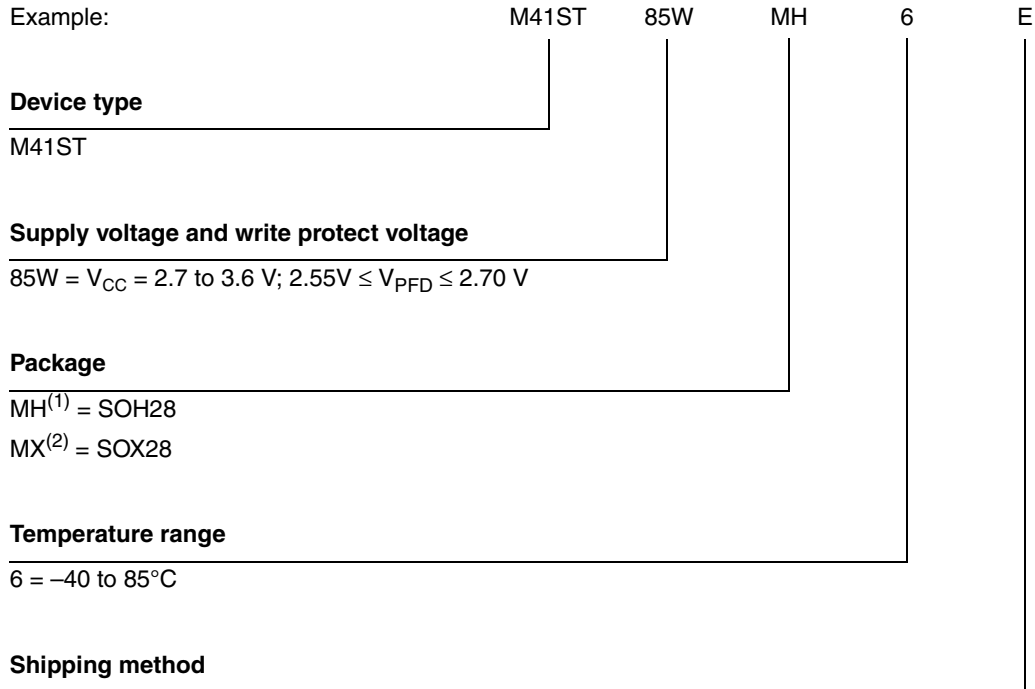 Example: M41ST 85W MH 6 E
Device type
M41ST
Supply voltage and write protect voltage
85W = VCC = 2.7 to 3.6 V; 2.55V ≤ VPFD ≤ 2.70 V
Package
MH(1) = SOH28
MX(2) = SOX28
Temperature range
6 = –40 to 85°C
Shipping method